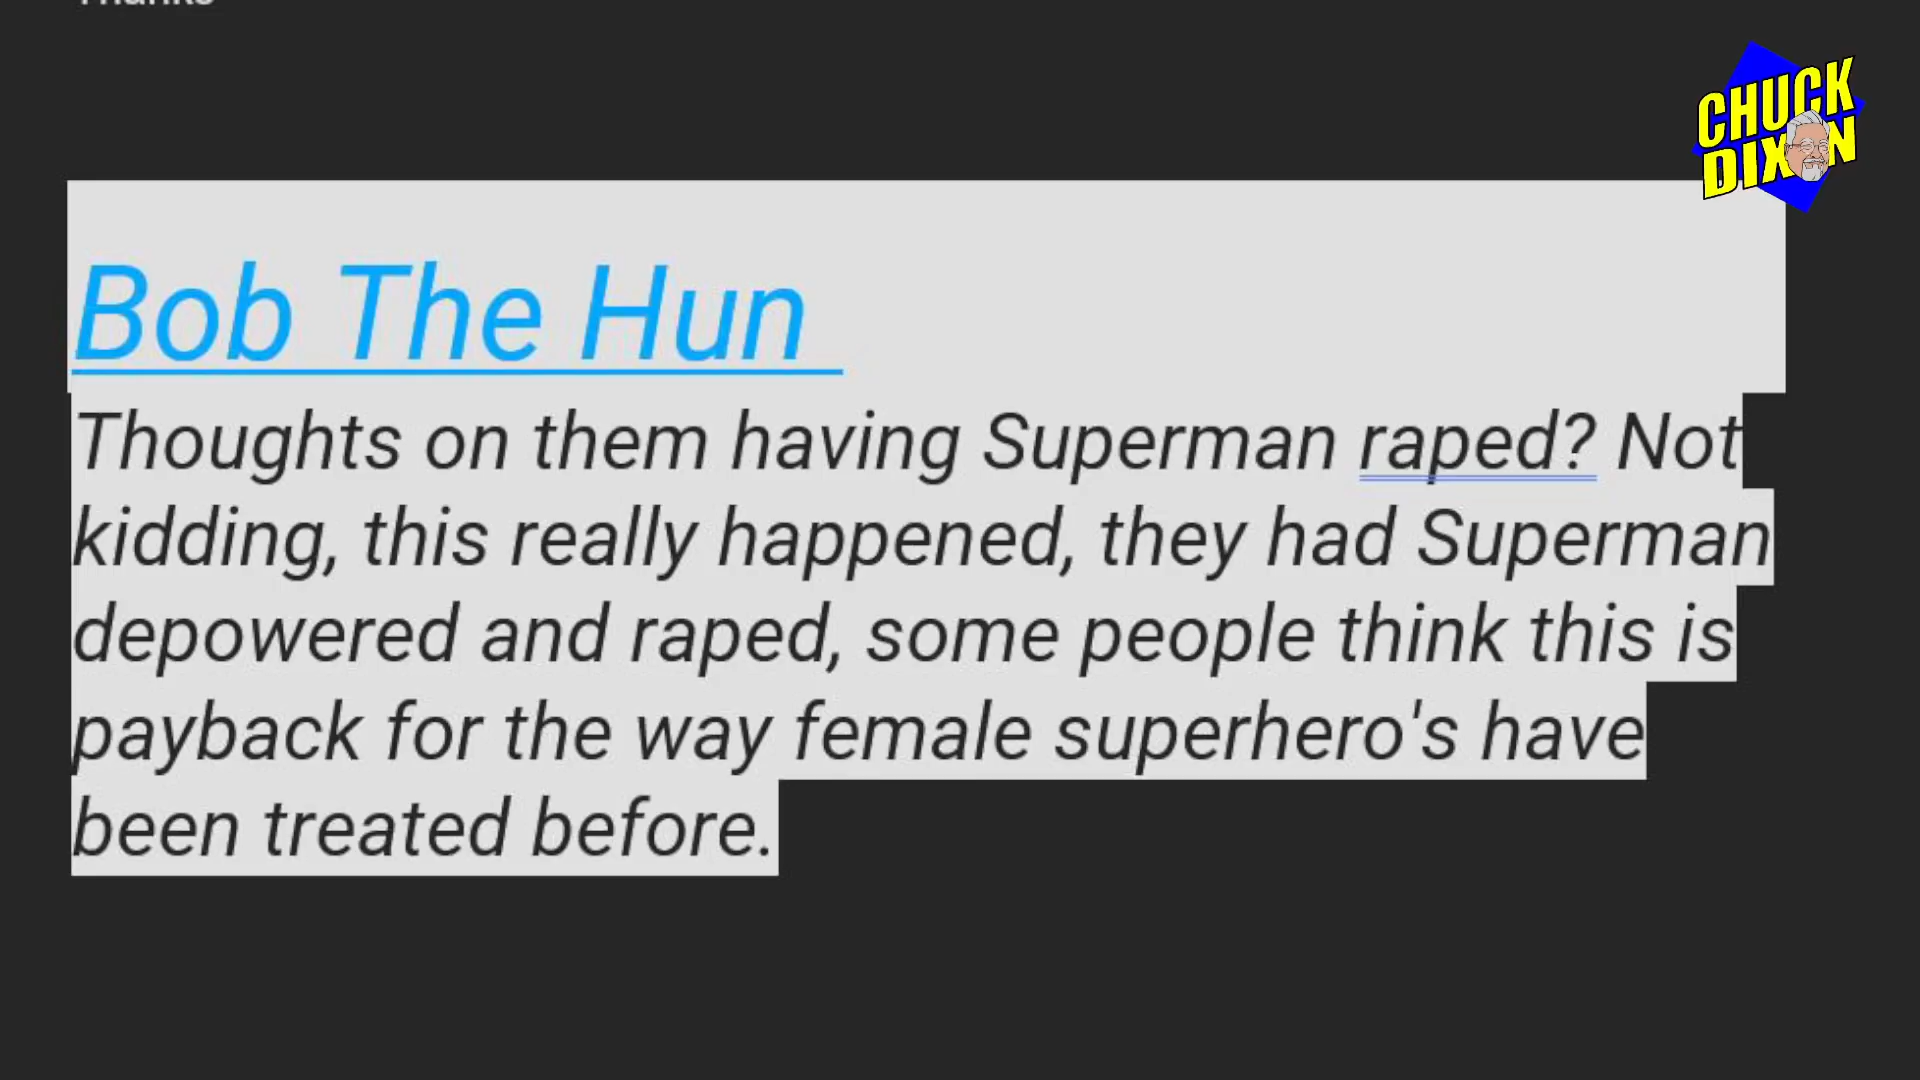 Thanks
CHUCK
DIXON
Bob The Hun
Thoughts on them having Superman raped? Not
kidding, this really happened, they had Superman
depowered and raped, some people think this is
payback for the way female superhero's have
been treated before.